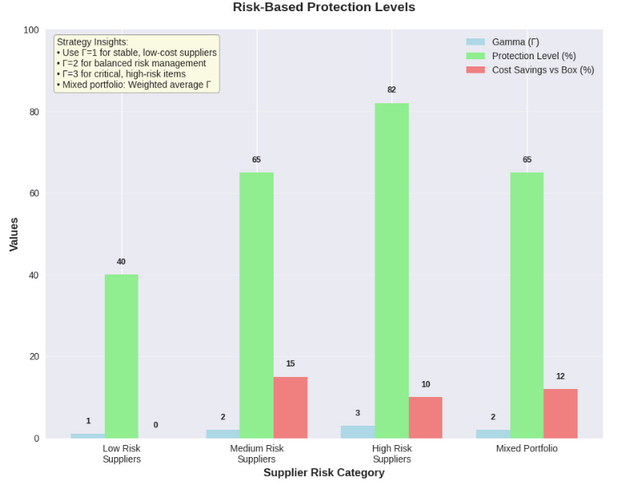 Risk-Based Protection Levels
Strategy Insights:
• Use Γ=1 for stable, low-cost suppliers
• Γ=2 for balanced risk management
• Γ=3 for critical, high-risk items
• Mixed portfolio: Weighted average Γ
Gamma (Γ)
Protection Level (%)
Cost Savings vs Box (%)
Values
100
80
60
40
20
0
1
40
0
2
65
15
3
82
10
2
65
12
Low Risk
Suppliers
Medium Risk
Suppliers
High Risk
Suppliers
Mixed Portfolio
Supplier Risk Category